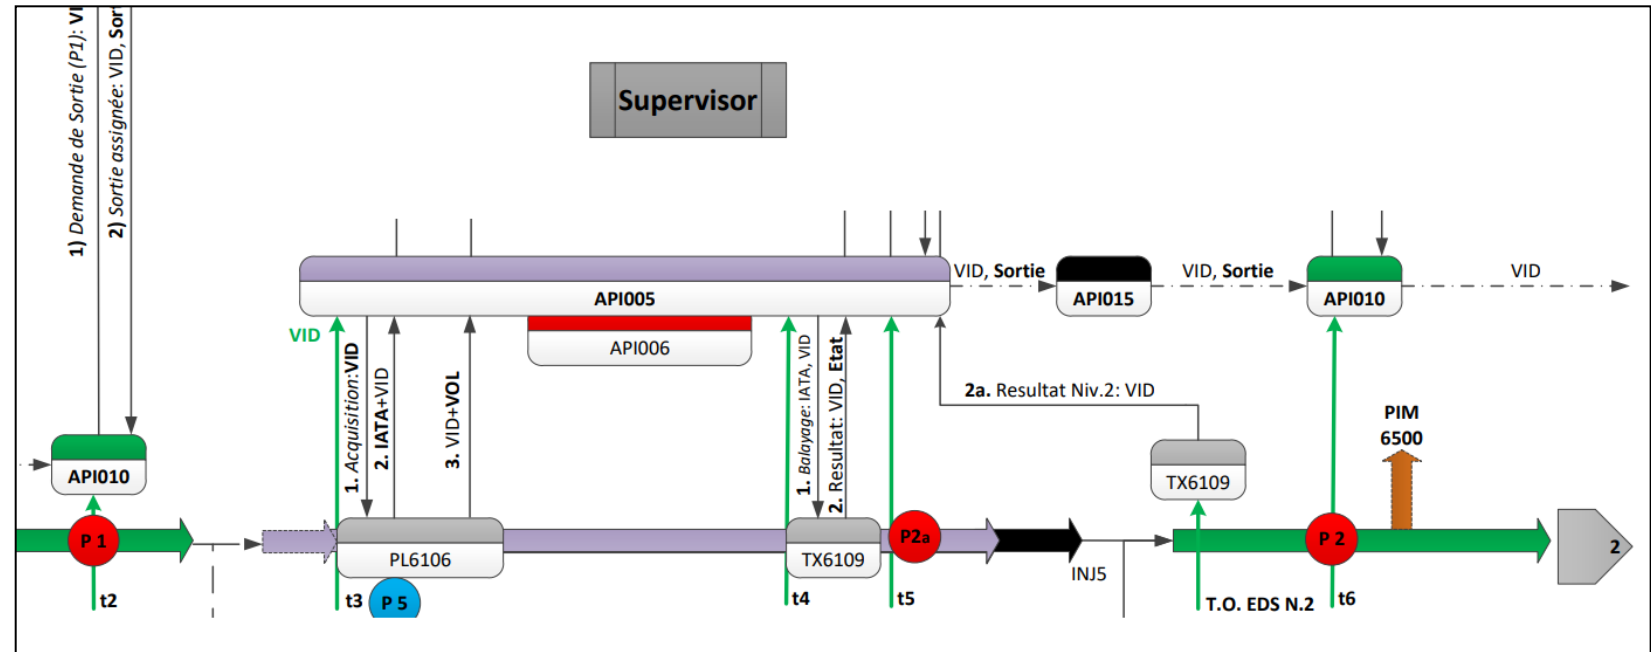 1) Demande de Sortie (P1): VI
2) Sortie assignée: VID, Sor
Supervisor
API005
API006
VID, Sortie
API015
VID, Sortie
API010
VID
VID
1. Acquisition:VID
2. IATA+VID
3. VID+VOL
1. Balayage: IATA, VID
2. Resultat: VID, Etat
2a. Resultat Niv.2: VID
PIM
6500
API010
TX6109
P 1
PL6106
TX6109
P2a
INJ5
P 2
2
t2
t3
P 5
t4
t5
T.O. EDS N.2
t6